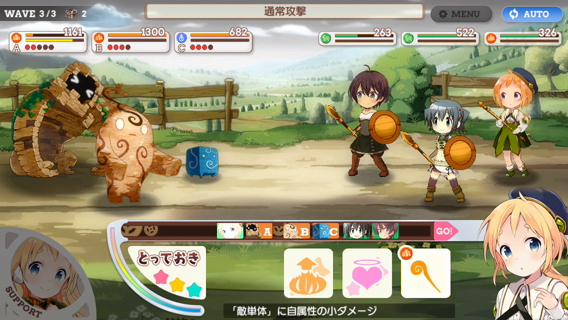 WAVE 3/3 2
通常攻撃
MENU
AUTO
1161
A
1300
B
682
C
263
522
326
A B C
GO!
とっておき
SUPPORT
「敵単体」に自属性の小ダメージ